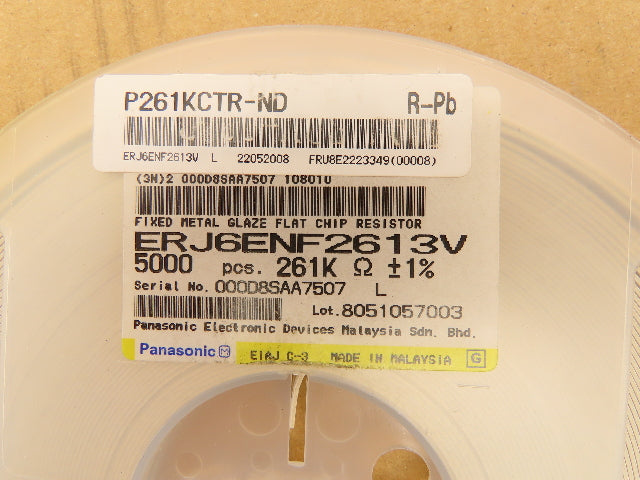 P261KCTR-ND R-Pb
ERJ6ENF2613V L 22052008 FRU8E2223349(00008)
(3N)2 000D8SAA7507 108010
FIXED METAL GLAZE FLAT CHIP RESISTOR
ERJ6ENF2613V
5000 pcs. 261K Ω ±1%
Serial No. 000D8SAA7507 L
Lot. 8051057003
Panasonic Electronic Devices Malaysia Sdn. Bhd.
Panasonic M EIAJ C-3 MADE IN MALAYSIA G